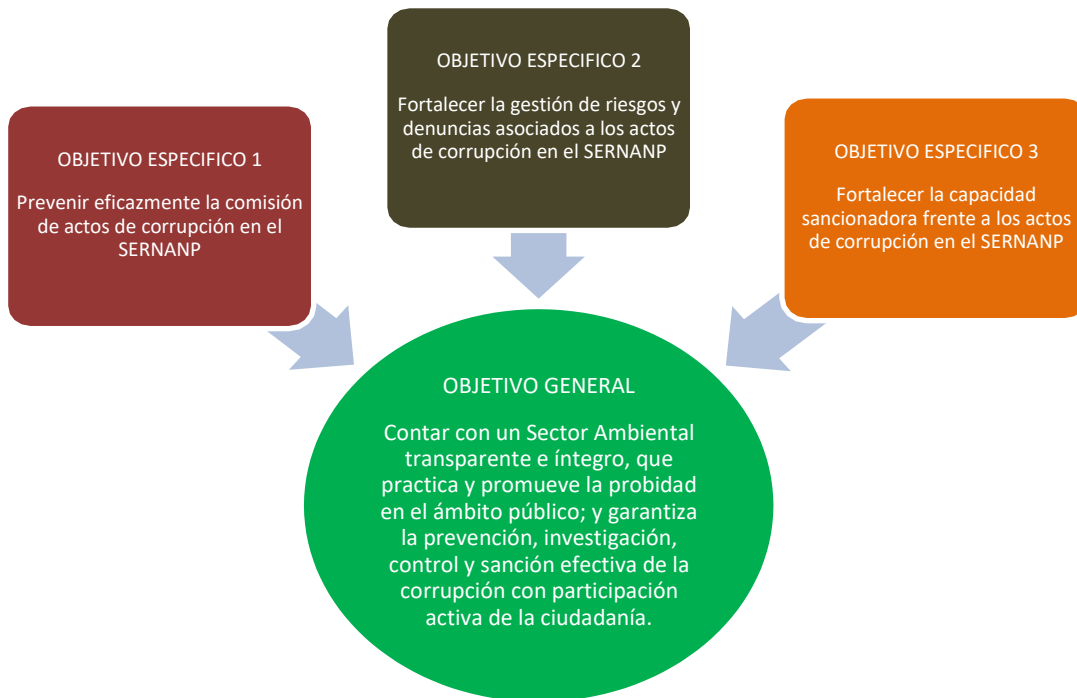 OBJETIVO ESPECIFICO 1
Prevenir eficazmente la comisión
de actos de corrupción en el
SERNANP
OBJETIVO ESPECIFICO 2
Fortalecer la gestión de riesgos y
denuncias asociados a los actos
de corrupción en el SERNANP
OBJETIVO ESPECIFICO 3
Fortalecer la capacidad
sancionadora frente a los actos
de corrupción en el SERNANP
OBJETIVO GENERAL
Contar con un Sector Ambiental
transparente e íntegro, que
practica y promueve la probidad
en el ámbito público; y garantiza
la prevención, investigación,
control y sanción efectiva de la
corrupción con participación
activa de la ciudadanía.